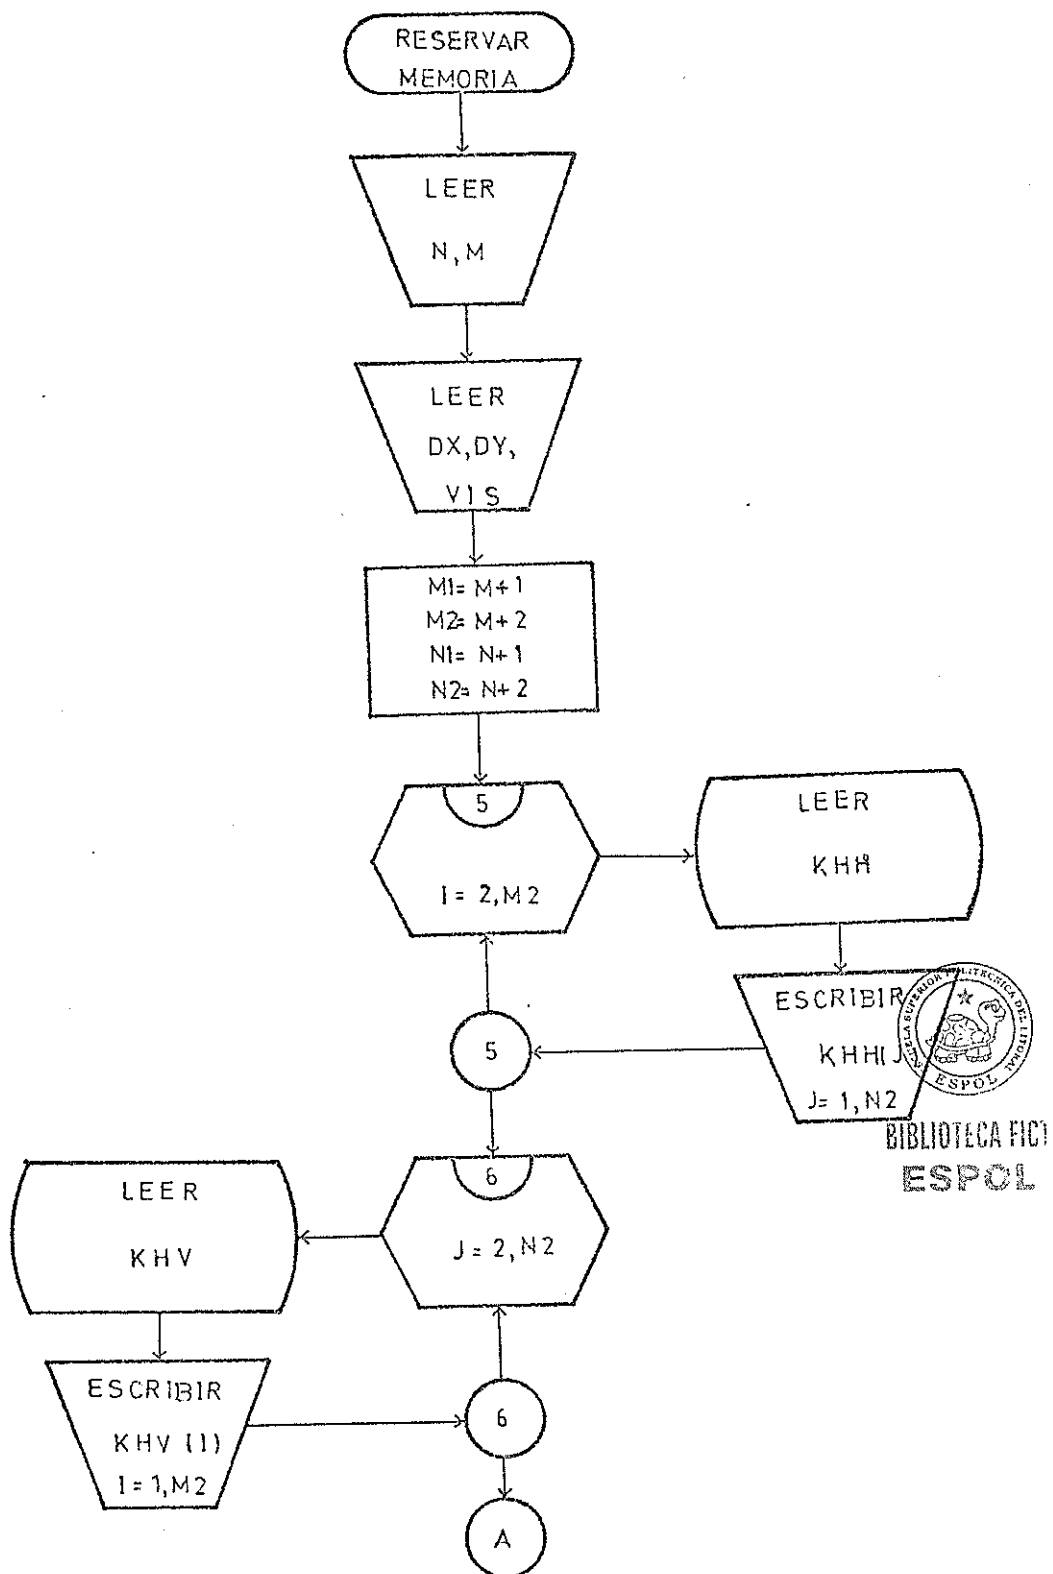 RESERVAR
MEMORIA
LEER
N, M
LEER
DX, DY,
VIS
M1= M+1
M2= M+2
N1= N+1
N2= N+2
5
I = 2, M2
LEER
KHH
ESCRIBIR
J= 1, N2
5
ESPOL
BIBLIOTECA FICT
ESPOL
6
J = 2, N2
LEER
KHV
ESCRIBIR
KHV (I)
I = 1, M2
6
A